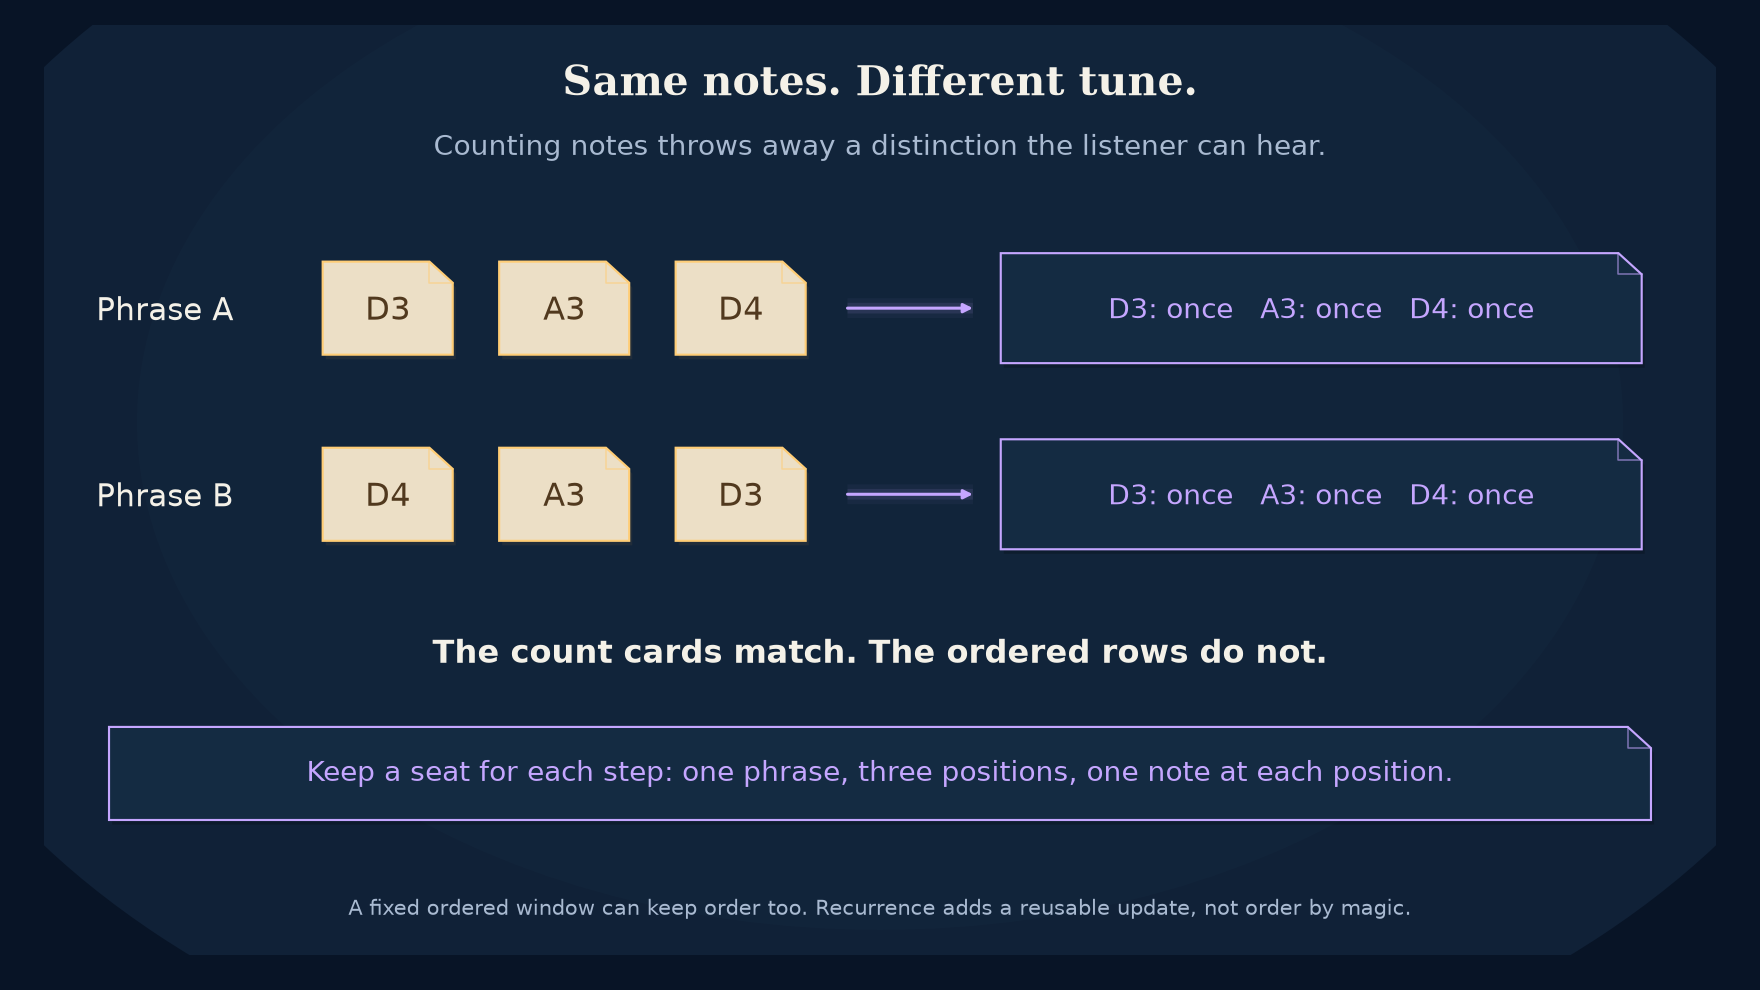 Same notes. Different tune.
Counting notes throws away a distinction the listener can hear.
Phrase A D3 A3 D4 D3: once A3: once D4: once
Phrase B D4 A3 D3 D3: once A3: once D4: once
The count cards match. The ordered rows do not.
Keep a seat for each step: one phrase, three positions, one note at each position.
A fixed ordered window can keep order too. Recurrence adds a reusable update, not order by magic.